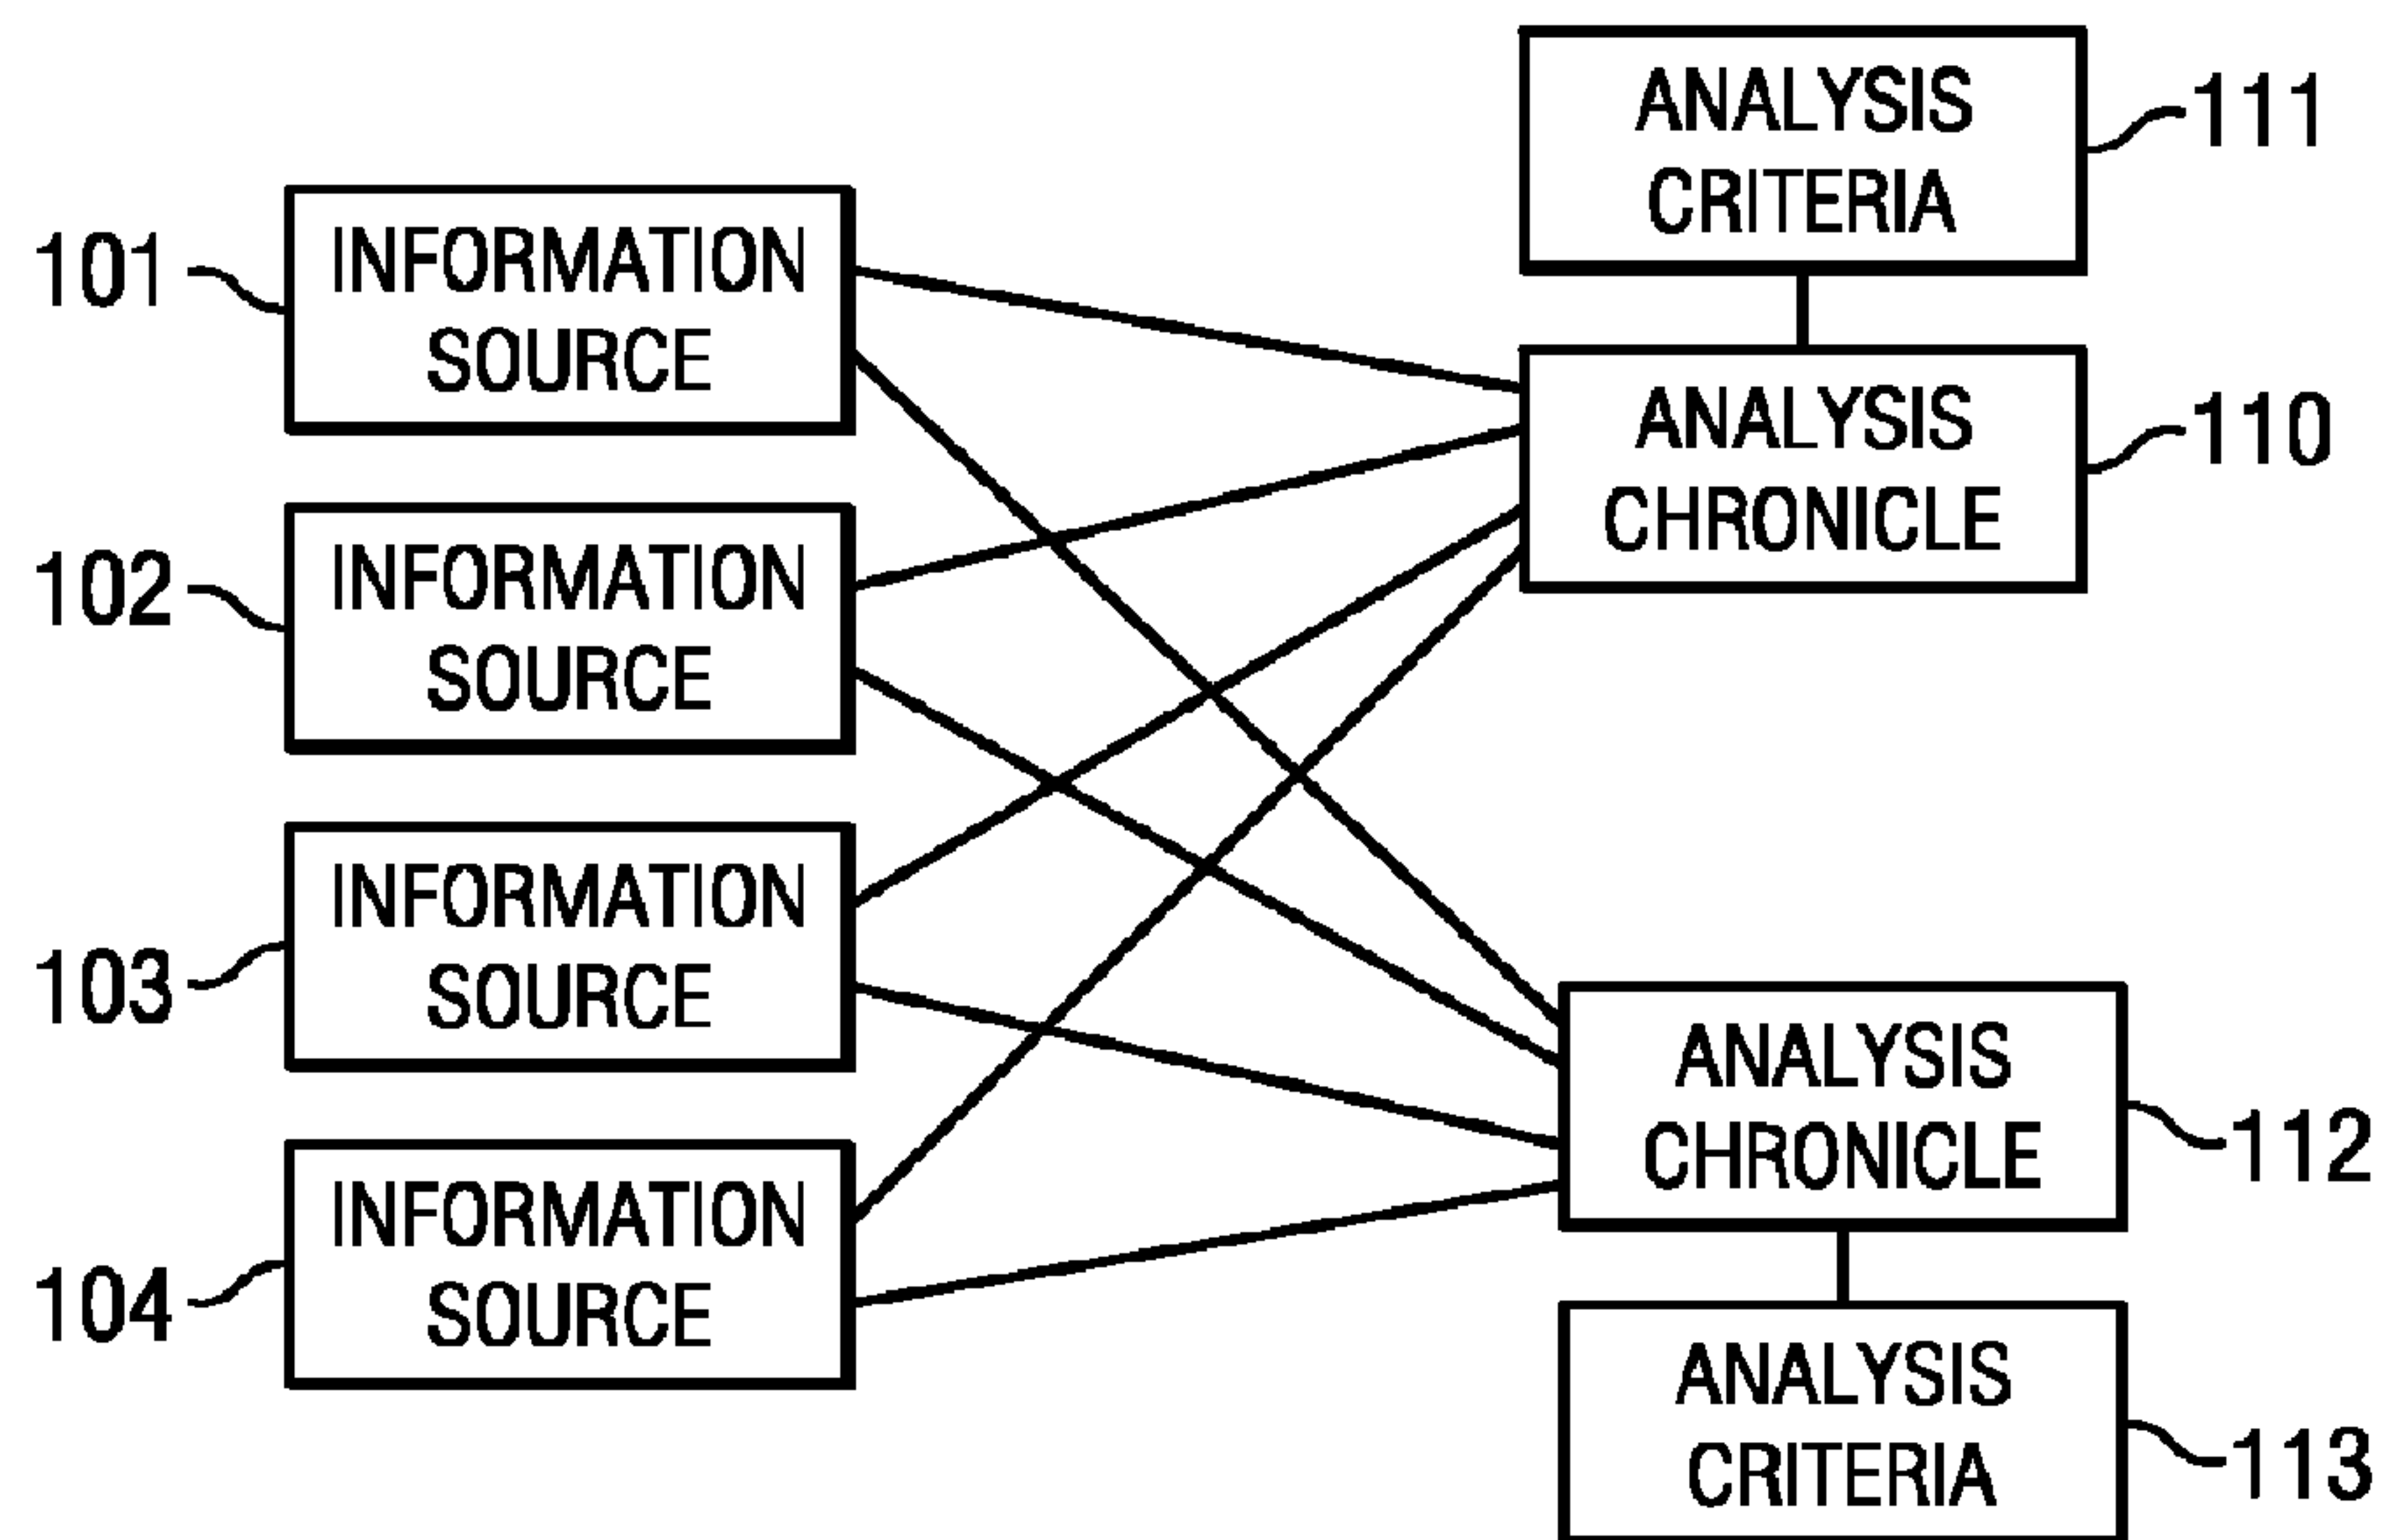 101
INFORMATION
SOURCE
102
INFORMATION
SOURCE
103
INFORMATION
SOURCE
104
INFORMATION
SOURCE
ANALYSIS
CRITERIA
111
ANALYSIS
CHRONICLE
110
ANALYSIS
CHRONICLE
112
ANALYSIS
CRITERIA
113